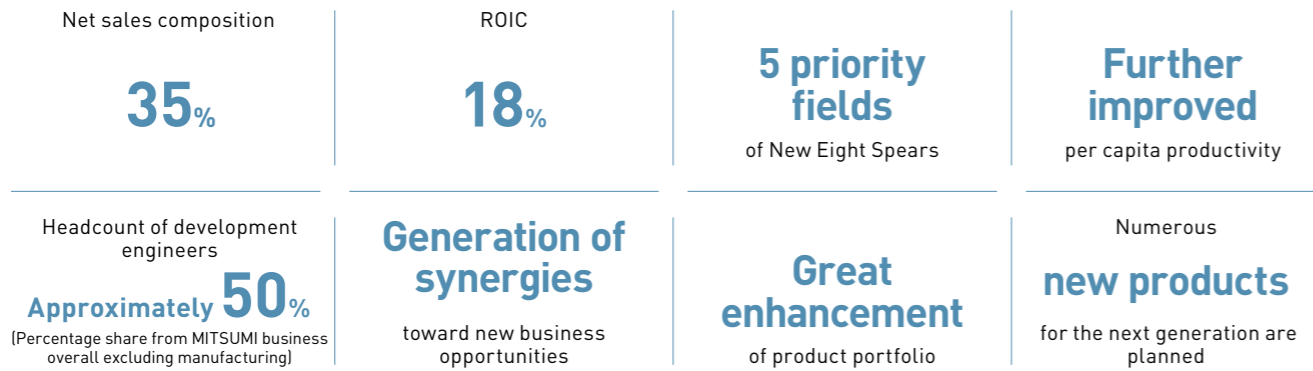 Net sales composition
35%
ROIC
18%
5 priority
fields
of New Eight Spears
Further
improved
per capita productivity
Headcount of development
engineers
Approximately 50%
(Percentage share from MITSUMI business
overall excluding manufacturing)
Generation of
synergies
toward new business
opportunities
Great
enhancement
of product portfolio
Numerous
new products
for the next generation are
planned